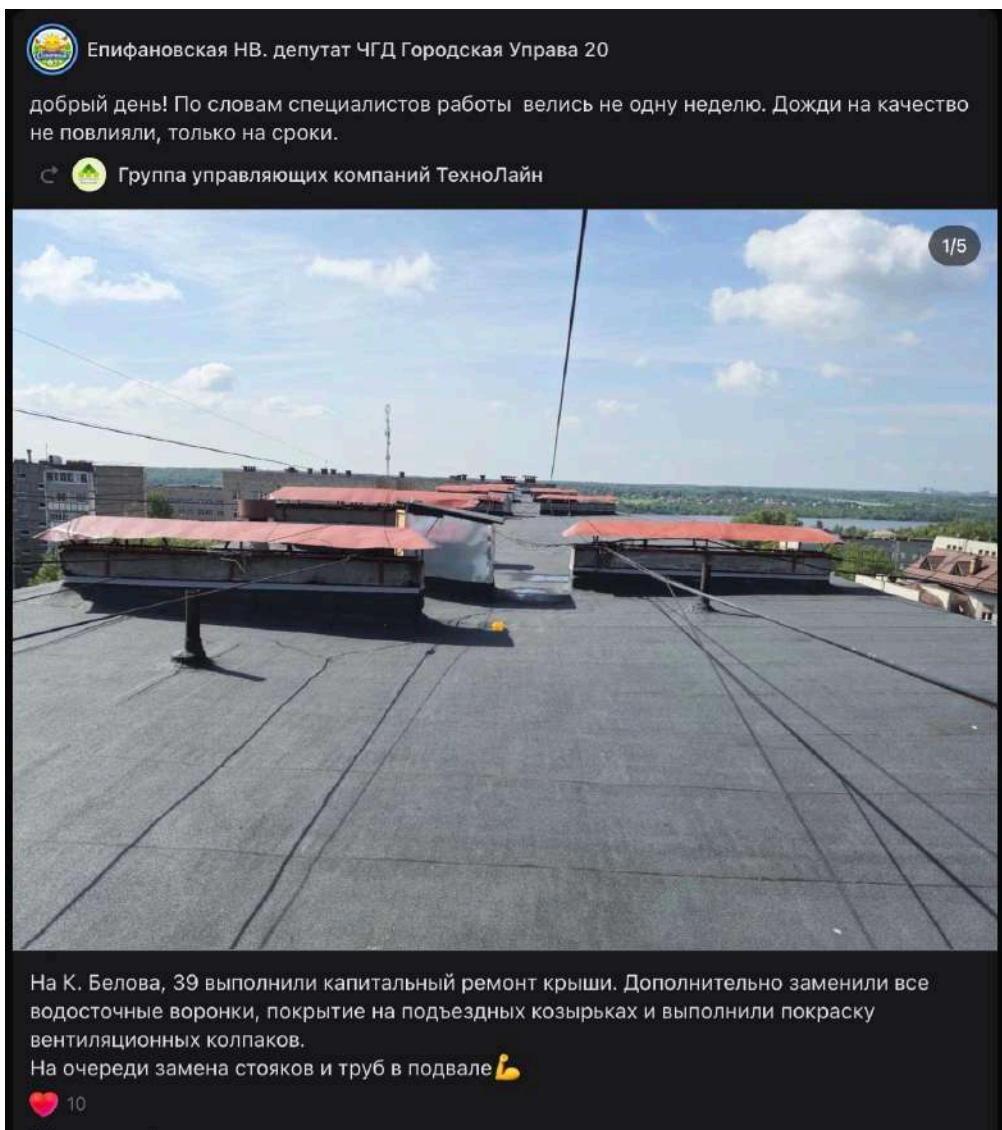 Епифановская НВ. депутат ЧГД Городская Управа 20
добрый день! По словам специалистов работы велись не одну неделю. Дожди на качество
не повлияли, только на сроки.
Группа управляющих компаний ТехноЛайн
1/5
На К. Белова, 39 выполнили капитальный ремонт крыши. Дополнительно заменили все
водосточные воронки, покрытие на подъездных козырьках и выполнили покраску
вентиляционных колпаков.
На очереди замена стояков и труб в подвале💪
10